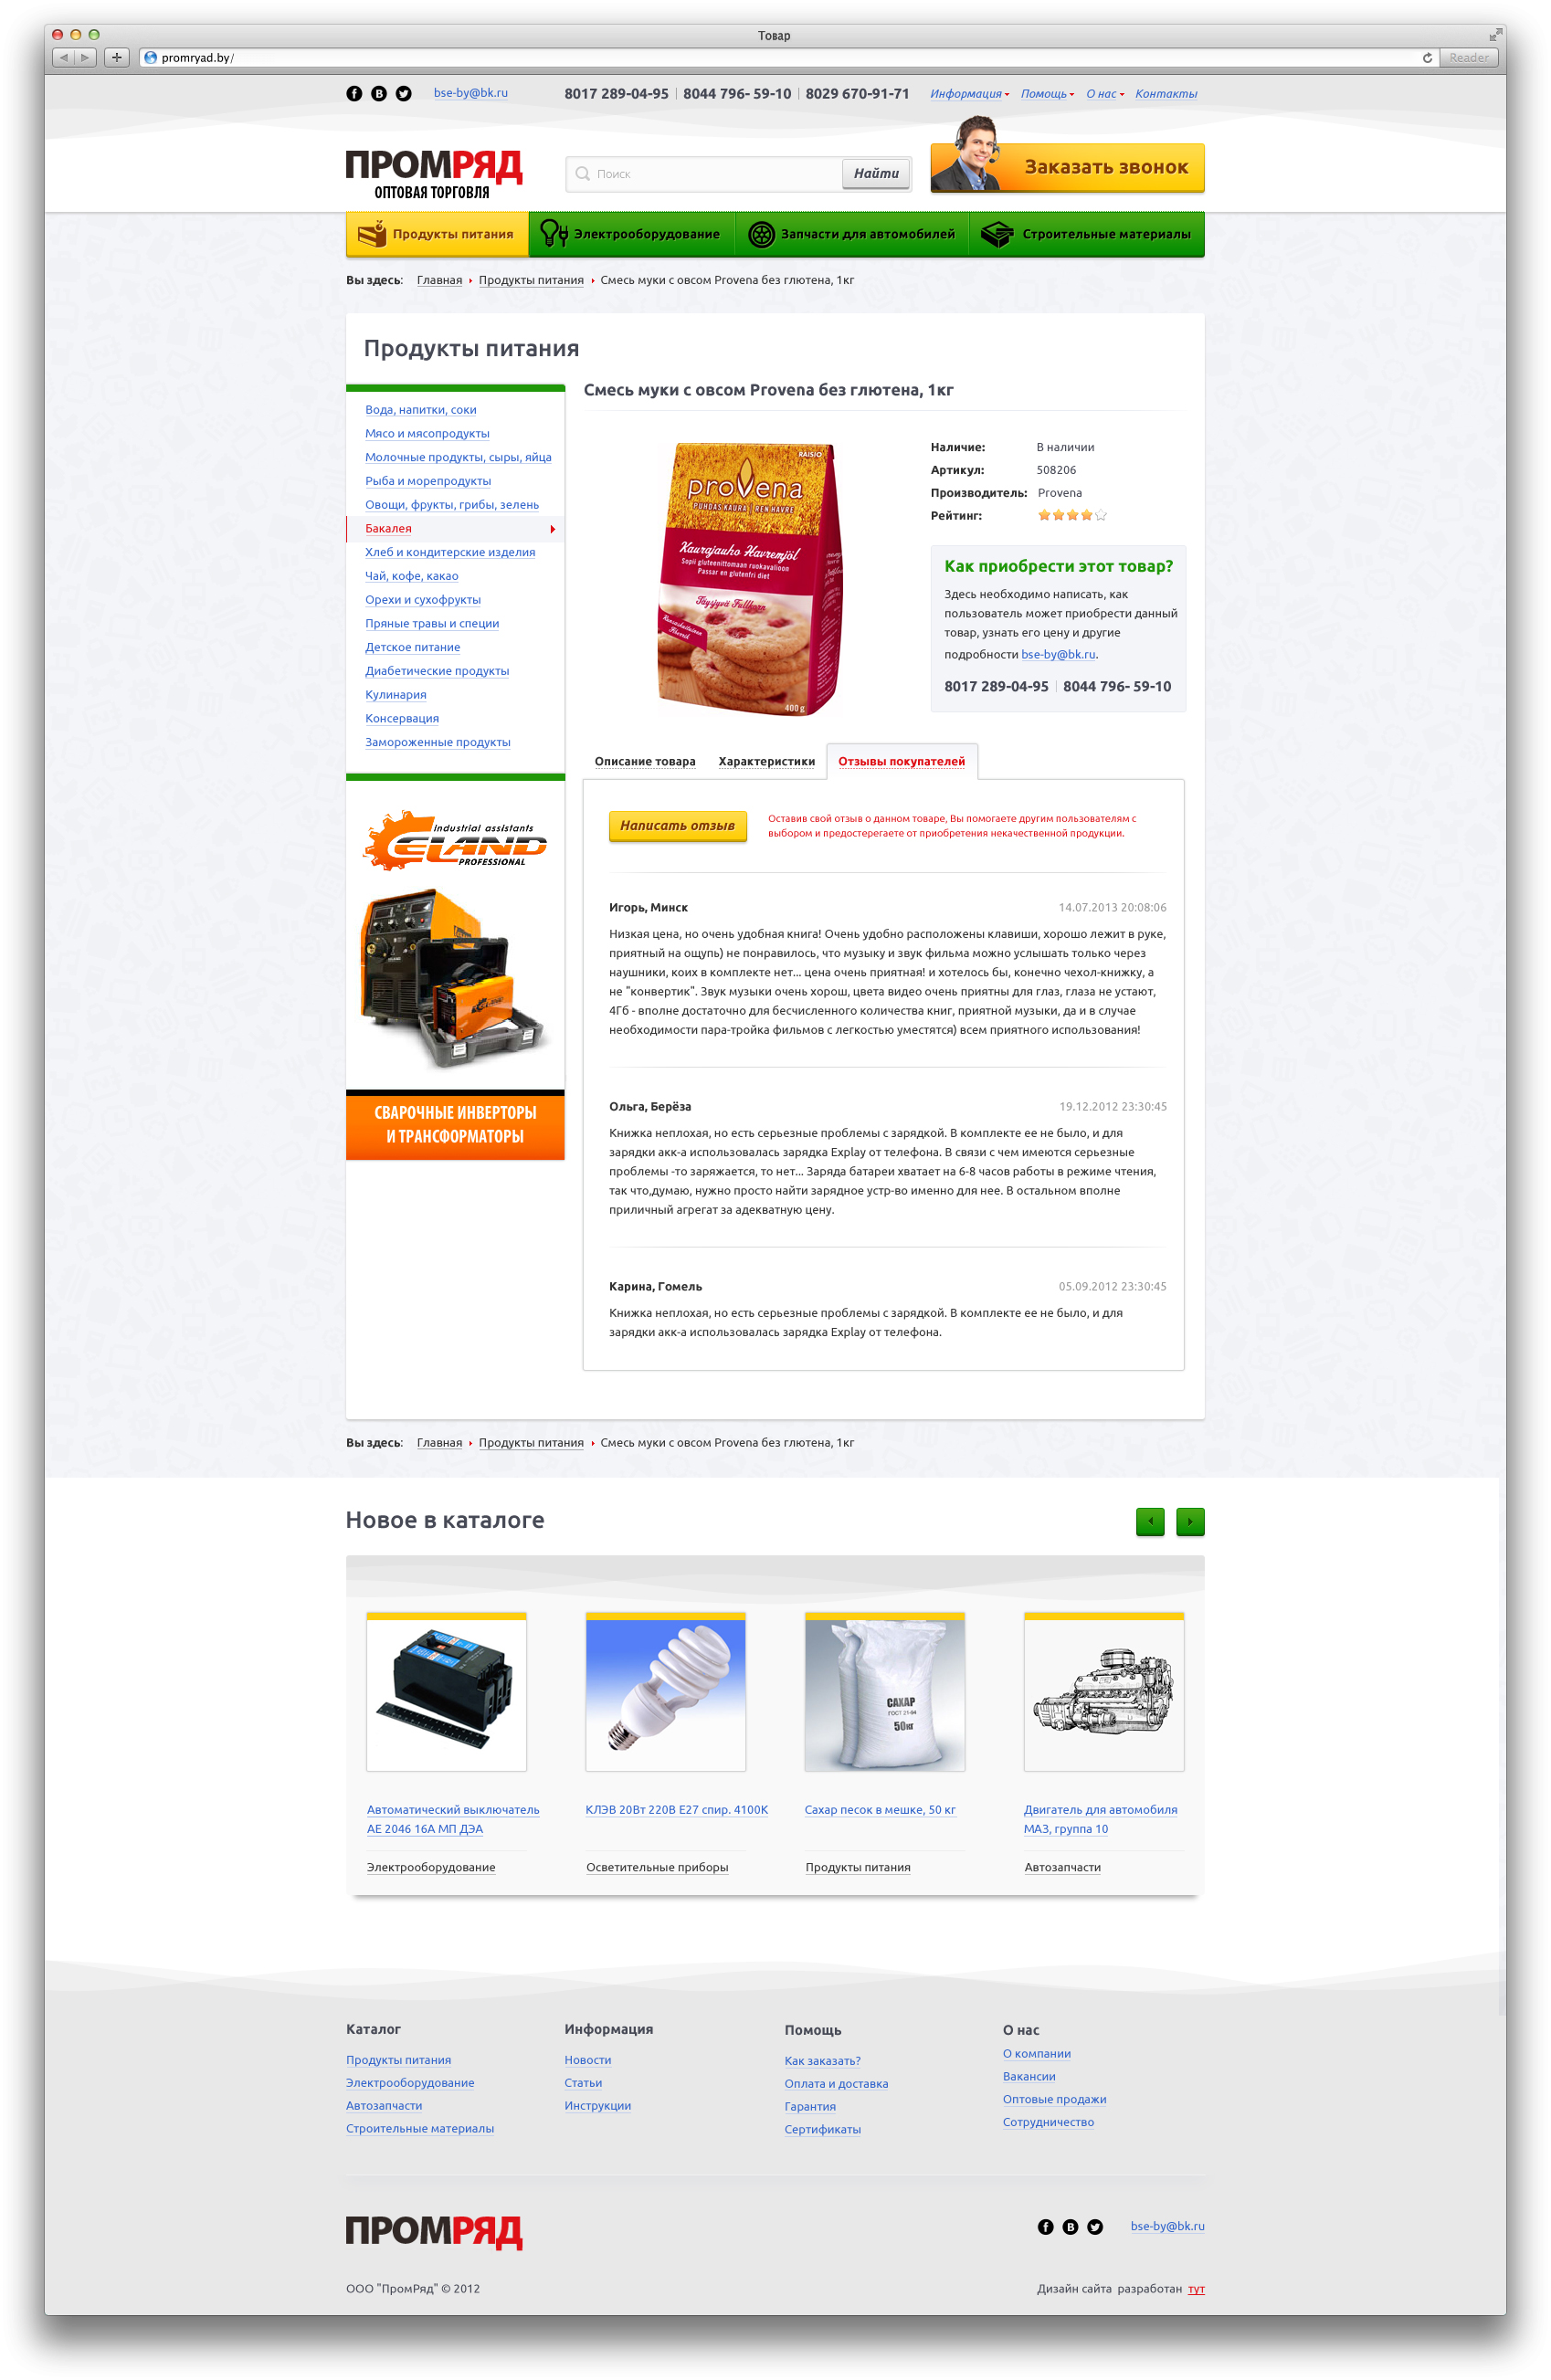 Товар
promryad.by/
Reader
bse-by@bk.ru
8017 289-04-95 | 8044 796- 59-10 | 8029 670-91-71
Информация Помощь О нас Контакты
ПРОМРЯД
ОПТОВАЯ ТОРГОВЛЯ
Поиск
Найти
Заказать звонок
Продукты питания
Электрооборудование
Запчасти для автомобилей
Строительные материалы
Вы здесь: Главная Продукты питания Смесь муки с овсом Provena без глютена, 1кг
Продукты питания
Вода, напитки, соки
Мясо и мясопродукты
Молочные продукты, сыры, яйца
Рыба и морепродукты
Овощи, фрукты, грибы, зелень
Бакалея
Хлеб и кондитерские изделия
Чай, кофе, какао
Орехи и сухофрукты
Пряные травы и специи
Детское питание
Диабетические продукты
Кулинария
Консервация
Замороженные продукты
Industrial assistants
ELAND
PROFESSIONAL
СВАРОЧНЫЕ ИНВЕРТОРЫ
И ТРАНСФОРМАТОРЫ
Смесь муки с овсом Provena без глютена, 1кг
RAISIO
provena
PUHDAS KAURA | REN HAVRE
Kaurajauho Havremjöl
Sopii gluteenittomaan ruokavalioon
Passar en glutenfri diet
Täysjyvä Fullkorn
400 g
Наличие: В наличии
Артикул: 508206
Производитель: Provena
Рейтинг:
Как приобрести этот товар?
Здесь необходимо написать, как
пользователь может приобрести данный
товар, узнать его цену и другие
подробности bse-by@bk.ru.
8017 289-04-95 | 8044 796- 59-10
Описание товара
Характеристики
Отзывы покупателей
Написать отзыв
Оставив свой отзыв о данном товаре, Вы помогаете другим пользователям с
выбором и предостерегаете от приобретения некачественной продукции.
Игорь, Минск 14.07.2013 20:08:06
Низкая цена, но очень удобная книга! Очень удобно расположены клавиши, хорошо лежит в руке,
приятный на ощупь) не понравилось, что музыку и звук фильма можно услышать только через
наушники, коих в комплекте нет... цена очень приятная! и хотелось бы, конечно чехол-книжку, а
не "конвертик". Звук музыки очень хорош, цвета видео очень приятны для глаз, глаза не устают,
4Гб - вполне достаточно для бесчисленного количества книг, приятной музыки, да и в случае
необходимости пара-тройка фильмов с легкостью уместятся) всем приятного использования!
Ольга, Берёза 19.12.2012 23:30:45
Книжка неплохая, но есть серьезные проблемы с зарядкой. В комплекте ее не было, и для
зарядки акк-а использовалась зарядка Explay от телефона. В связи с чем имеются серьезные
проблемы -то заряжается, то нет... Заряда батареи хватает на 6-8 часов работы в режиме чтения,
так что,думаю, нужно просто найти зарядное устр-во именно для нее. В остальном вполне
приличный агрегат за адекватную цену.
Карина, Гомель 05.09.2012 23:30:45
Книжка неплохая, но есть серьезные проблемы с зарядкой. В комплекте ее не было, и для
зарядки акк-а использовалась зарядка Explay от телефона.
Вы здесь: Главная Продукты питания Смесь муки с овсом Provena без глютена, 1кг
Новое в каталоге
САХАР
ГОСТ 21-94
50кг
Автоматический выключатель
АЕ 2046 16А МП ДЭА
Электрооборудование
КЛЭВ 20Вт 220В E27 спир. 4100К
Осветительные приборы
Сахар песок в мешке, 50 кг
Продукты питания
Двигатель для автомобиля
МАЗ, группа 10
Автозапчасти
Каталог
Продукты питания
Электрооборудование
Автозапчасти
Строительные материалы
Информация
Новости
Статьи
Инструкции
Помощь
Как заказать?
Оплата и доставка
Гарантия
Сертификаты
О нас
О компании
Вакансии
Оптовые продажи
Сотрудничество
ПРОМРЯД
bse-by@bk.ru
ООО "ПромРяд" © 2012
Дизайн сайта разработан тут